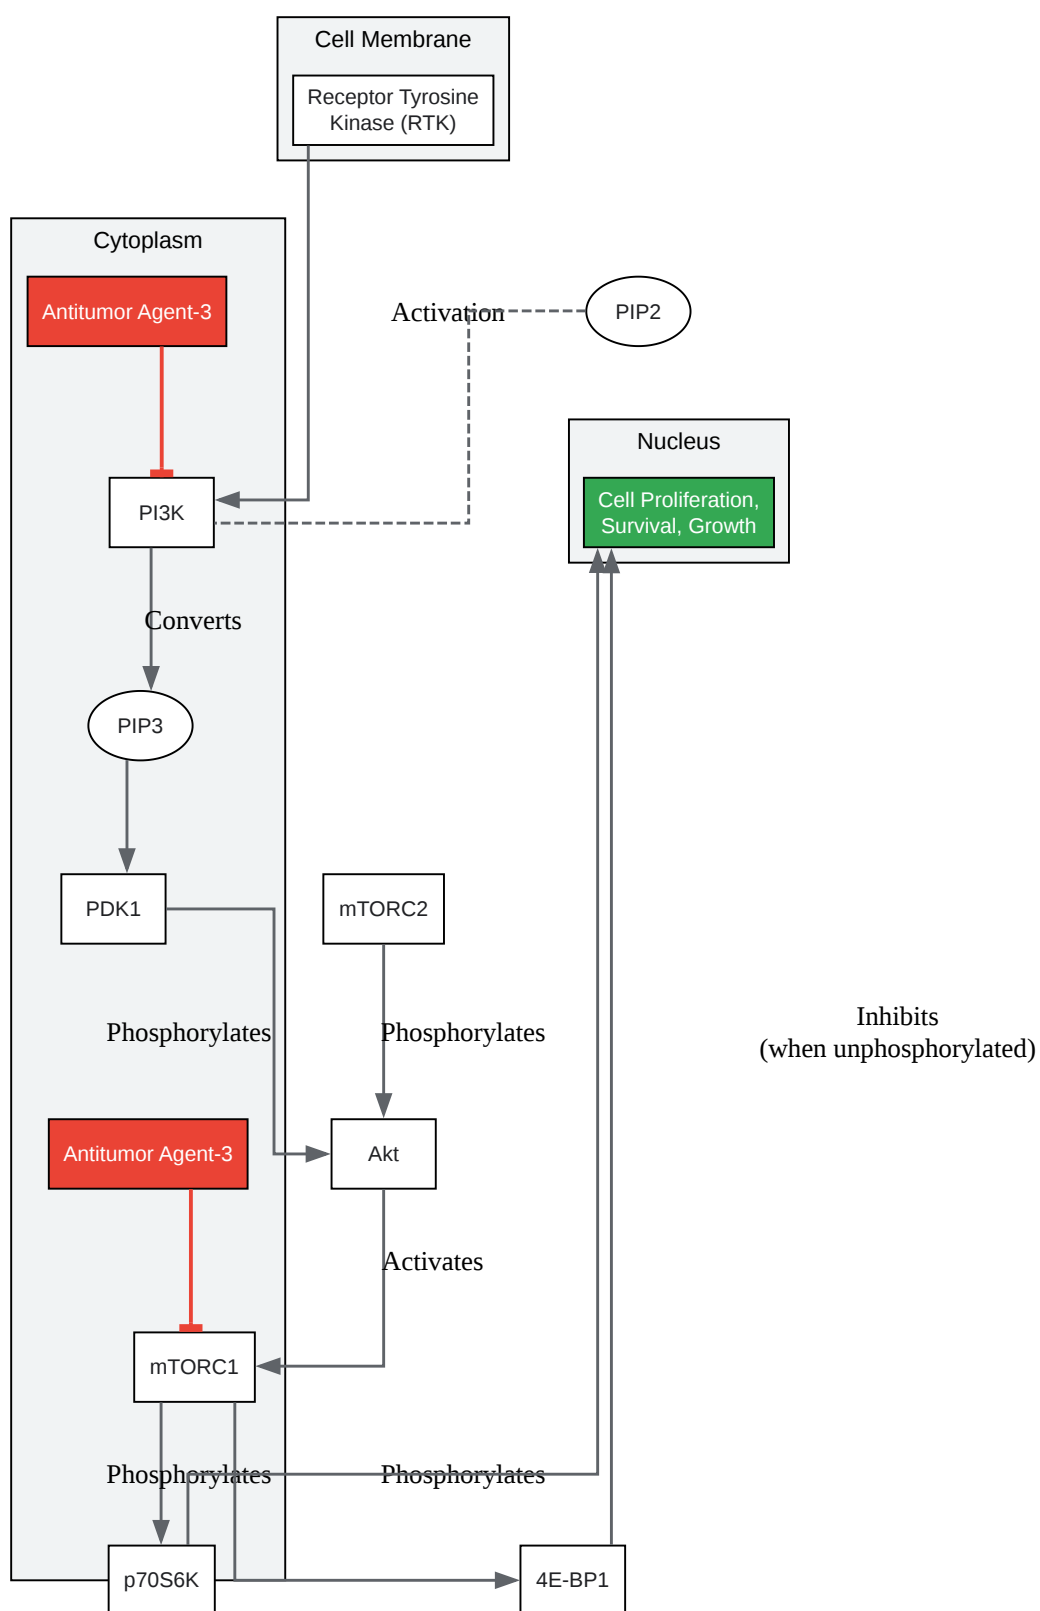 Cell Membrane
Receptor Tyrosine
Kinase (RTK)
Cytoplasm
Antitumor Agent-3
Activation
PIP2
Nucleus
Cell Proliferation,
Survival, Growth
PI3K
Converts
PIP3
PDK1
mTORC2
Phosphorylates
Phosphorylates
Inhibits
(when unphosphorylated)
Antitumor Agent-3
Akt
Activates
mTORC1
Phosphorylates
Phosphorylates
p70S6K
4E-BP1